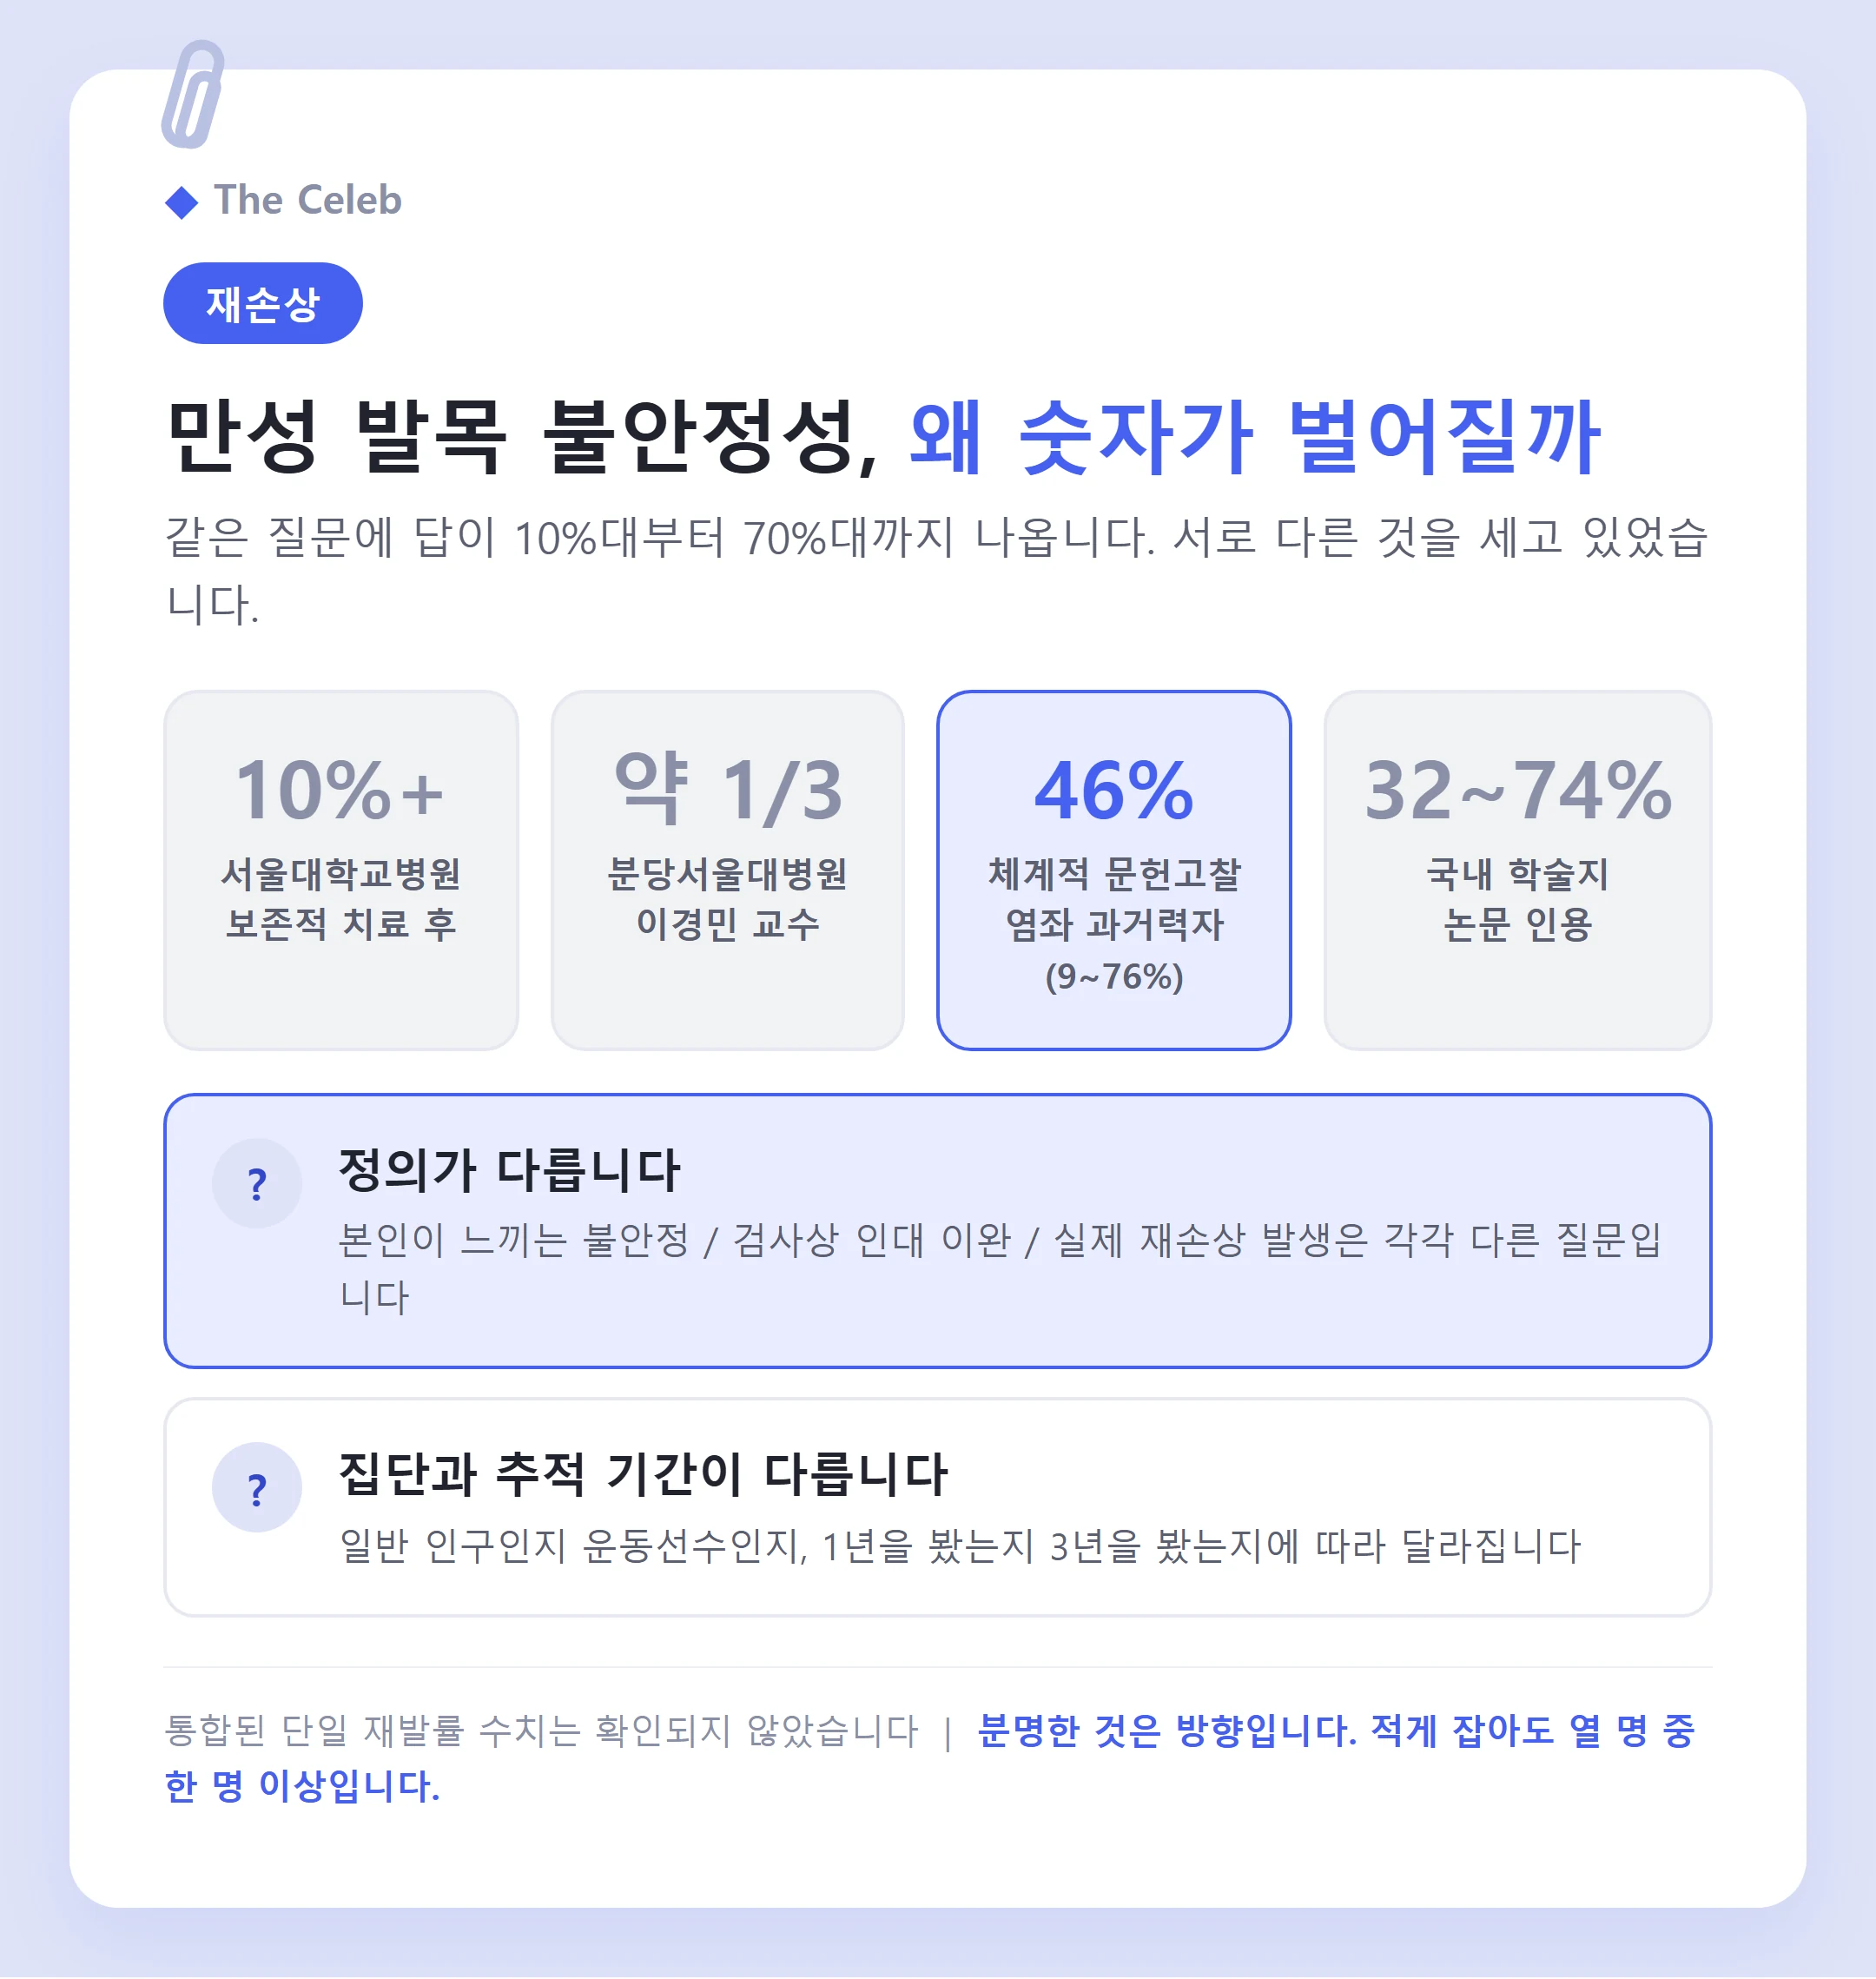 The Celeb
재손상
만성 발목 불안정성, 왜 숫자가 벌어질까
같은 질문에 답이 10%대부터 70%대까지 나옵니다. 서로 다른 것을 세고 있었습
니다.
10%+
서울대학교병원
보존적 치료 후
약 1/3
분당서울대병원
이경민 교수
46%
체계적 문헌고찰
염좌 과거력자
(9~76%)
32~74%
국내 학술지
논문 인용
?
정의가 다릅니다
본인이 느끼는 불안정 / 검사상 인대 이완 / 실제 재손상 발생은 각각 다른 질문입
니다
?
집단과 추적 기간이 다릅니다
일반 인구인지 운동선수인지, 1년을 봤는지 3년을 봤는지에 따라 달라집니다
통합된 단일 재발률 수치는 확인되지 않았습니다 | 분명한 것은 방향입니다. 적게 잡아도 열 명 중
한 명 이상입니다.